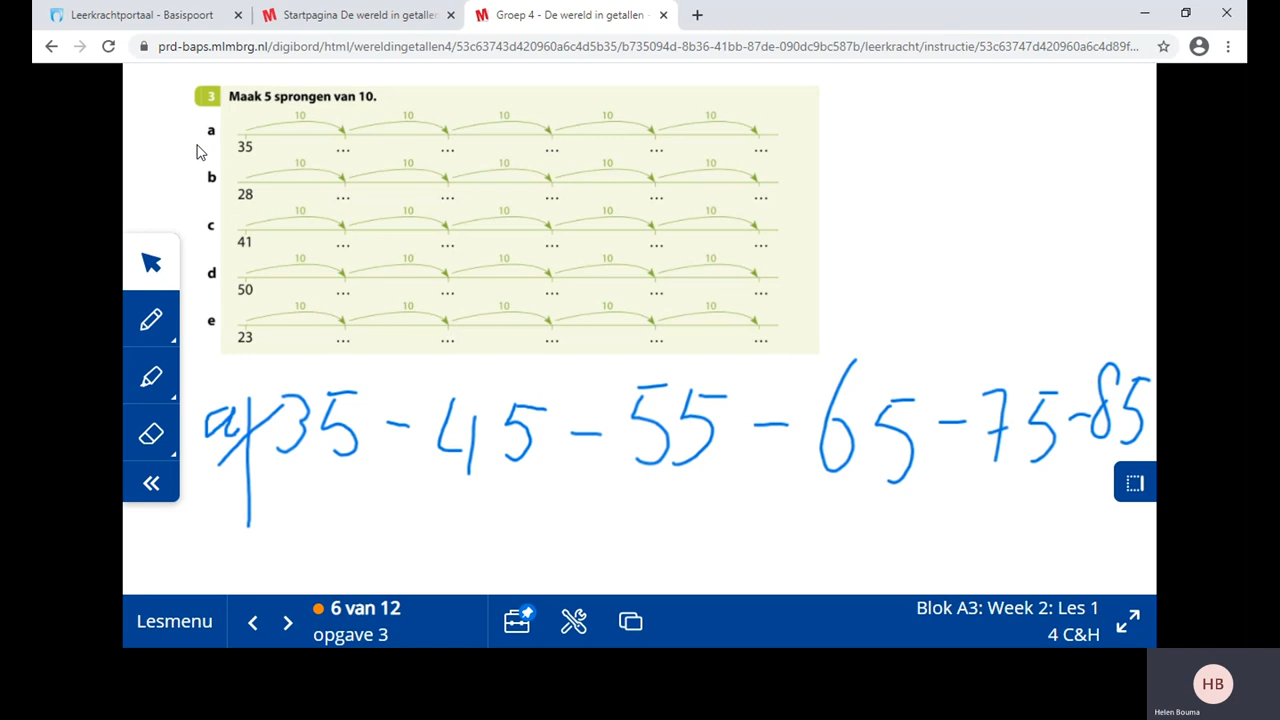 Leerkrachtportaal - Basispoort
Startpagina De wereld in getallen
Groep 4 - De wereld in getallen
prd-baps.mlmbrg.nl/digibord/html/wereldingetallen4/53c63743d420960a6c4d5b35/b735094d-8b36-41bb-87de-090dc9bc587b/leerkracht/instructie/53c63747d420960a6c4d89f...
3 Maak 5 sprongen van 10.
10 10 10 10 10
a
35 ... ... ... ... ...
10 10 10 10 10
b
28 ... ... ... ... ...
10 10 10 10 10
c
41 ... ... ... ... ...
10 10 10 10 10
d
50 ... ... ... ... ...
10 10 10 10 10
e
23 ... ... ... ... ...
a 35 - 45 - 55 - 65 - 75 - 85
Lesmenu
6 van 12
opgave 3
Blok A3: Week 2: Les 1
4 C&H
HB
Helen Bouma